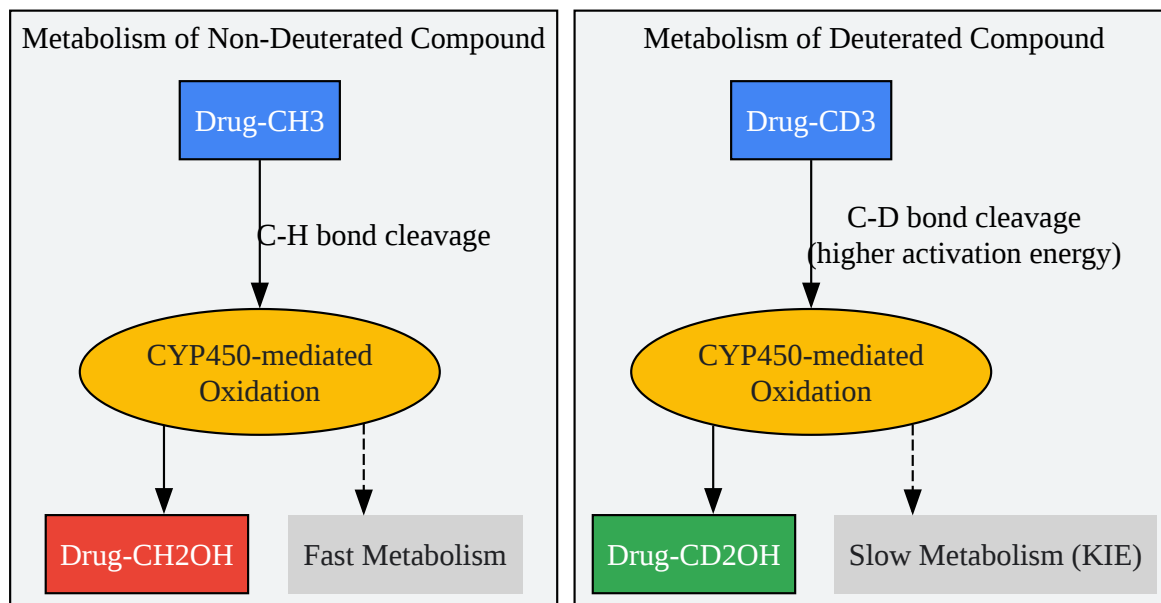 Metabolism of Non-Deuterated Compound
Drug-CH3
C-H bond cleavage
CYP450-mediated
Oxidation
Drug-CH2OH
Fast Metabolism
Metabolism of Deuterated Compound
Drug-CD3
C-D bond cleavage
(higher activation energy)
CYP450-mediated
Oxidation
Drug-CD2OH
Slow Metabolism (KIE)